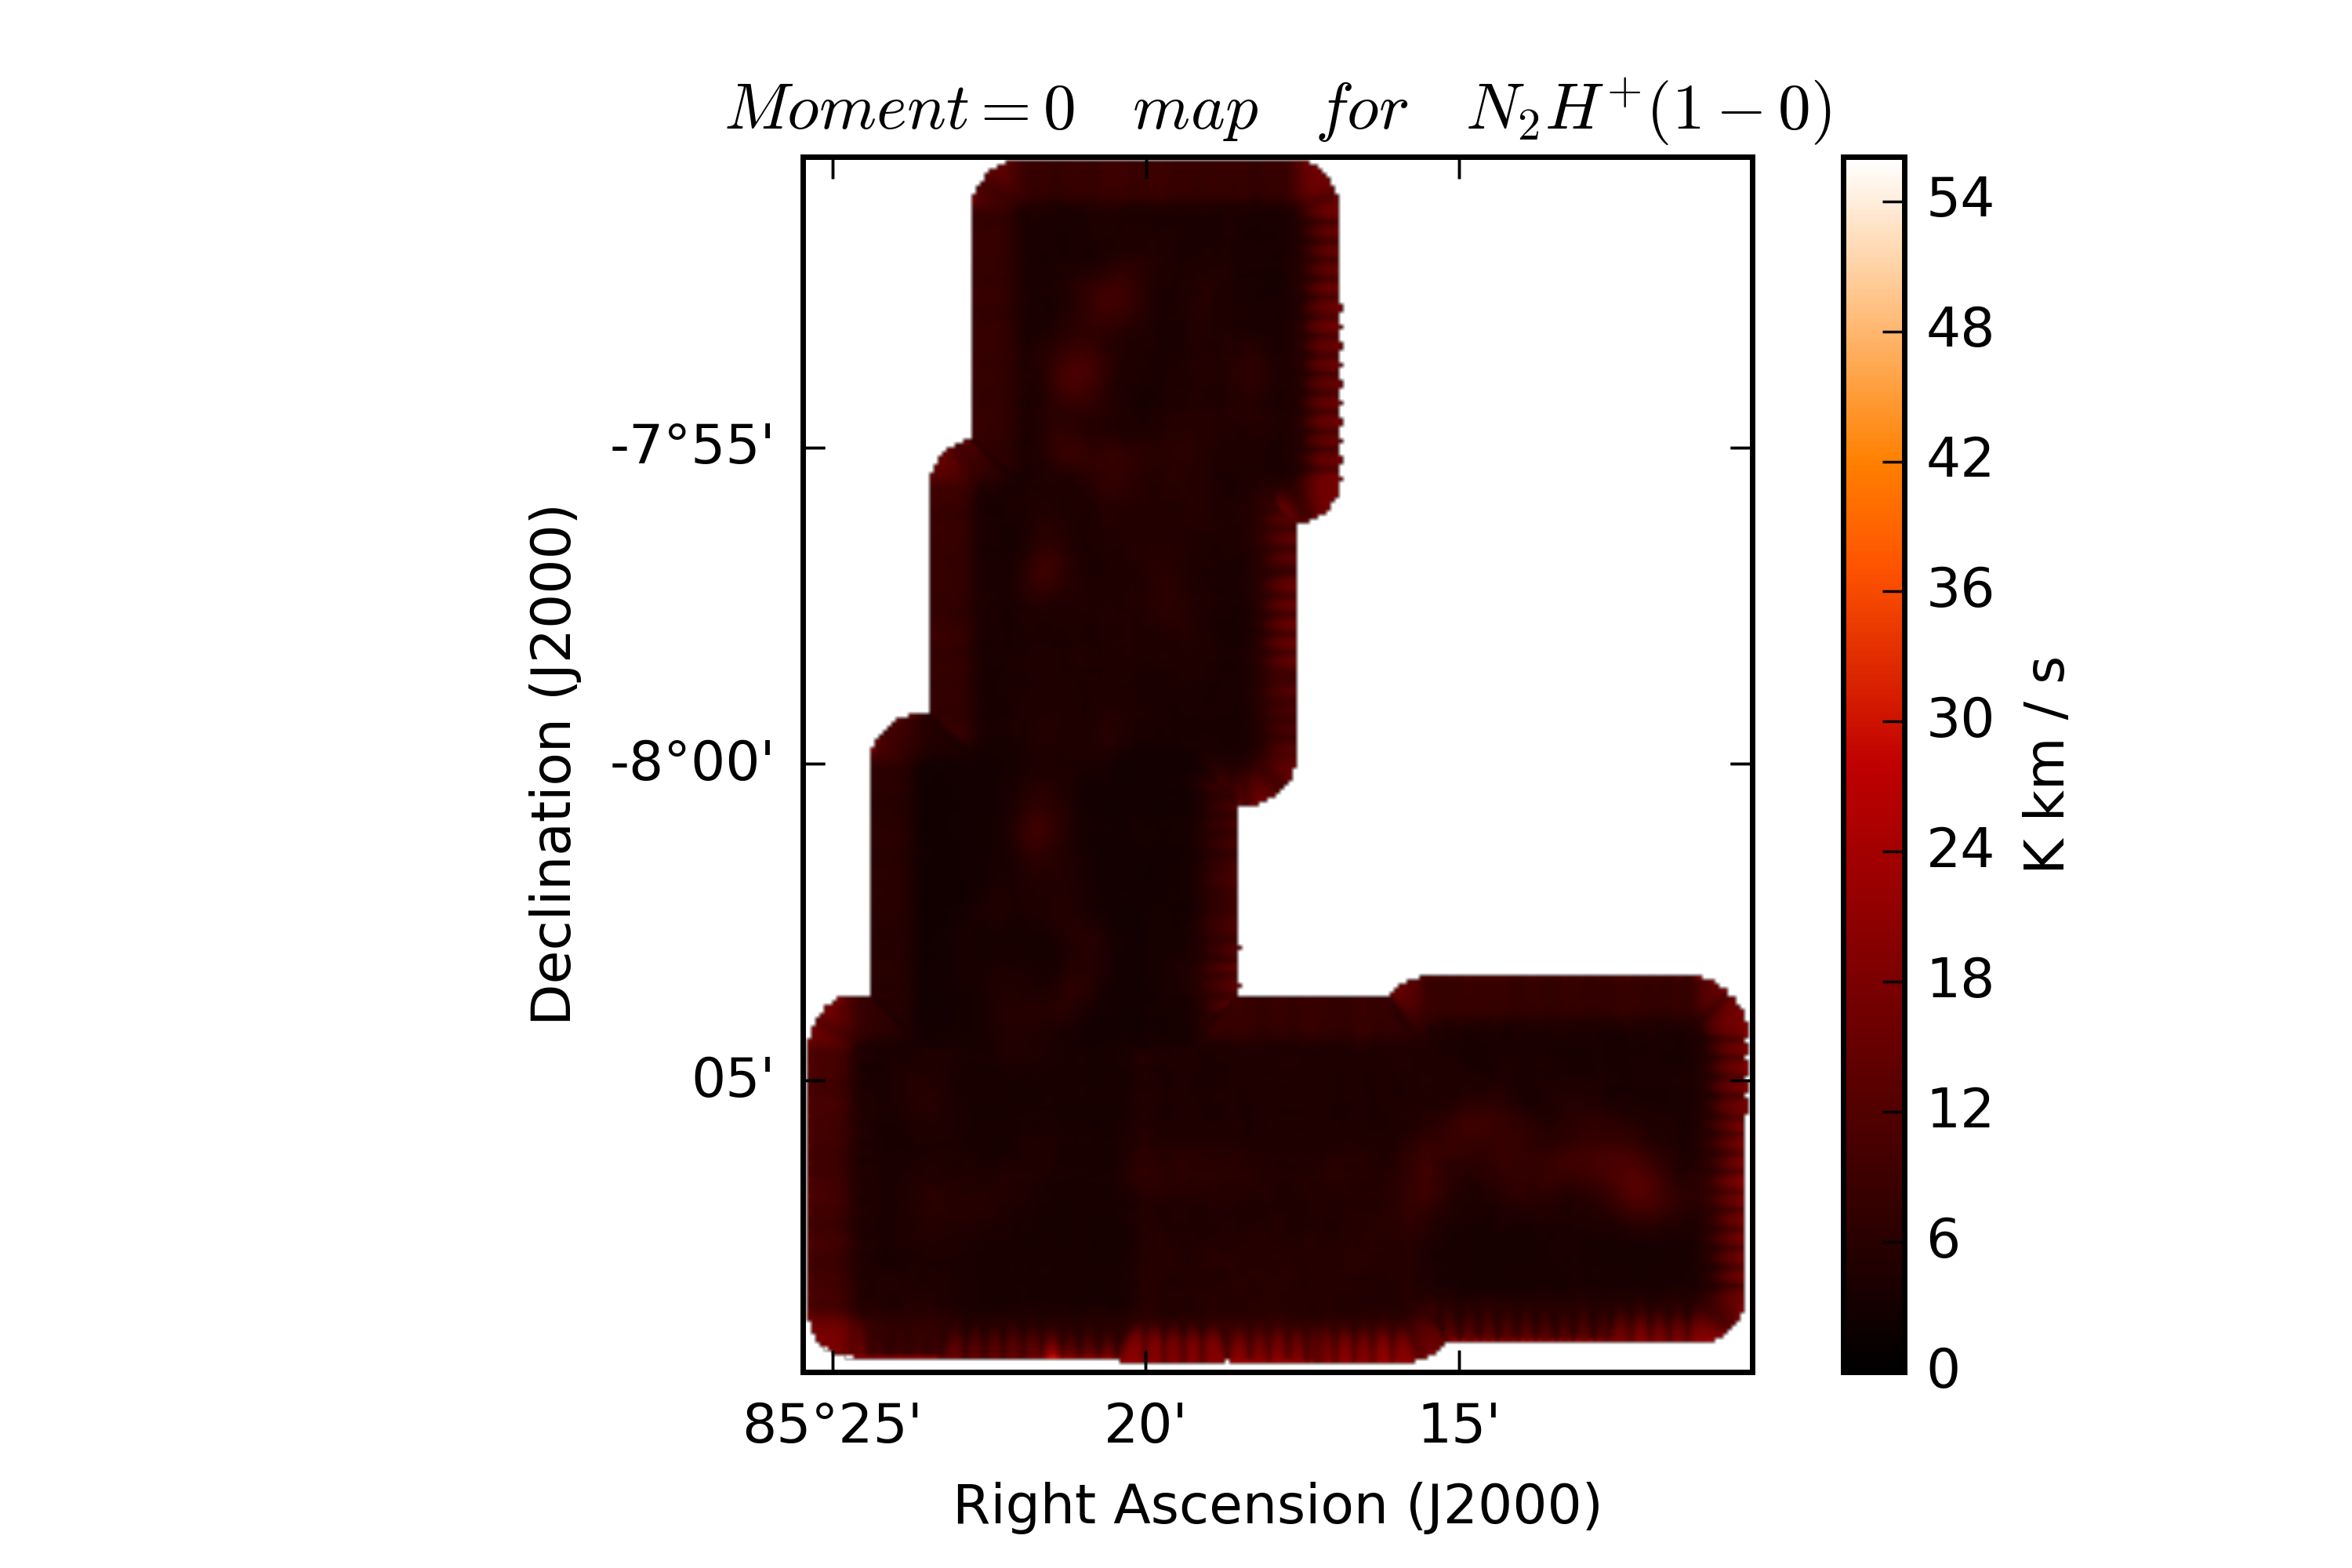 Moment=0 map for N₂H⁺(1−0)
54
48
42
36
30
24
18
12
6
0
K km / s
-7°55'
-8°00'
05'
Declination (J2000)
85°25' 20' 15'
Right Ascension (J2000)